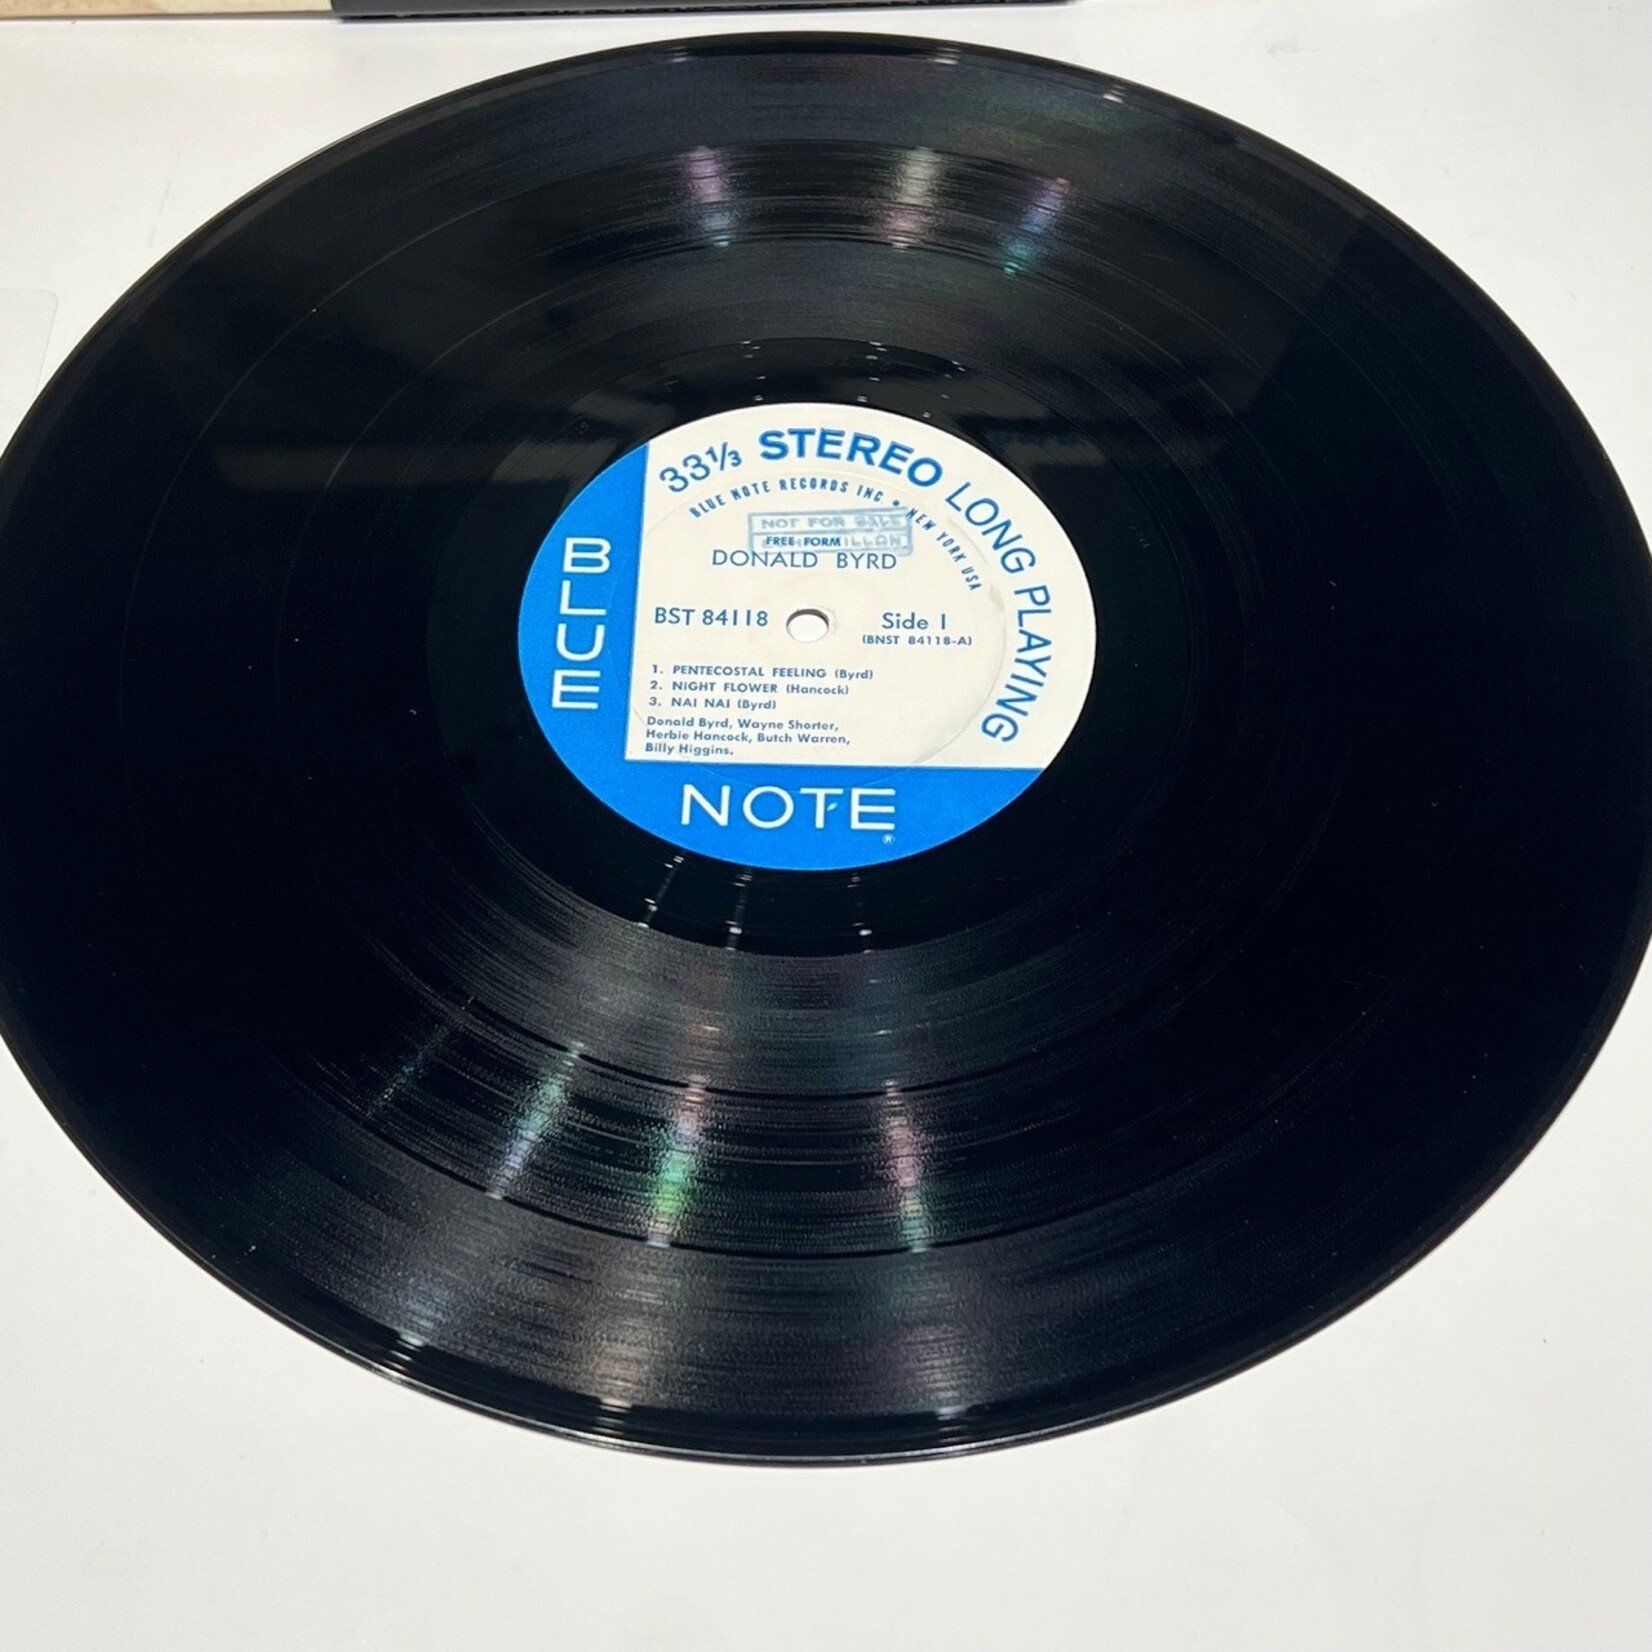 33⅓ STEREO LONG PLAYING
BLUE NOTE RECORDS INC • NEW YORK USA
NOT FOR SALE
FREE FORM
DONALD BYRD
BST 84118
Side 1
(BNST 84118-A)
1. PENTECOSTAL FEELING (Byrd)
2. NIGHT FLOWER (Hancock)
3. NAI NAI (Byrd)
Donald Byrd, Wayne Shorter,
Herbie Hancock, Butch Warren,
Billy Higgins.
BLUE
NOTE
®